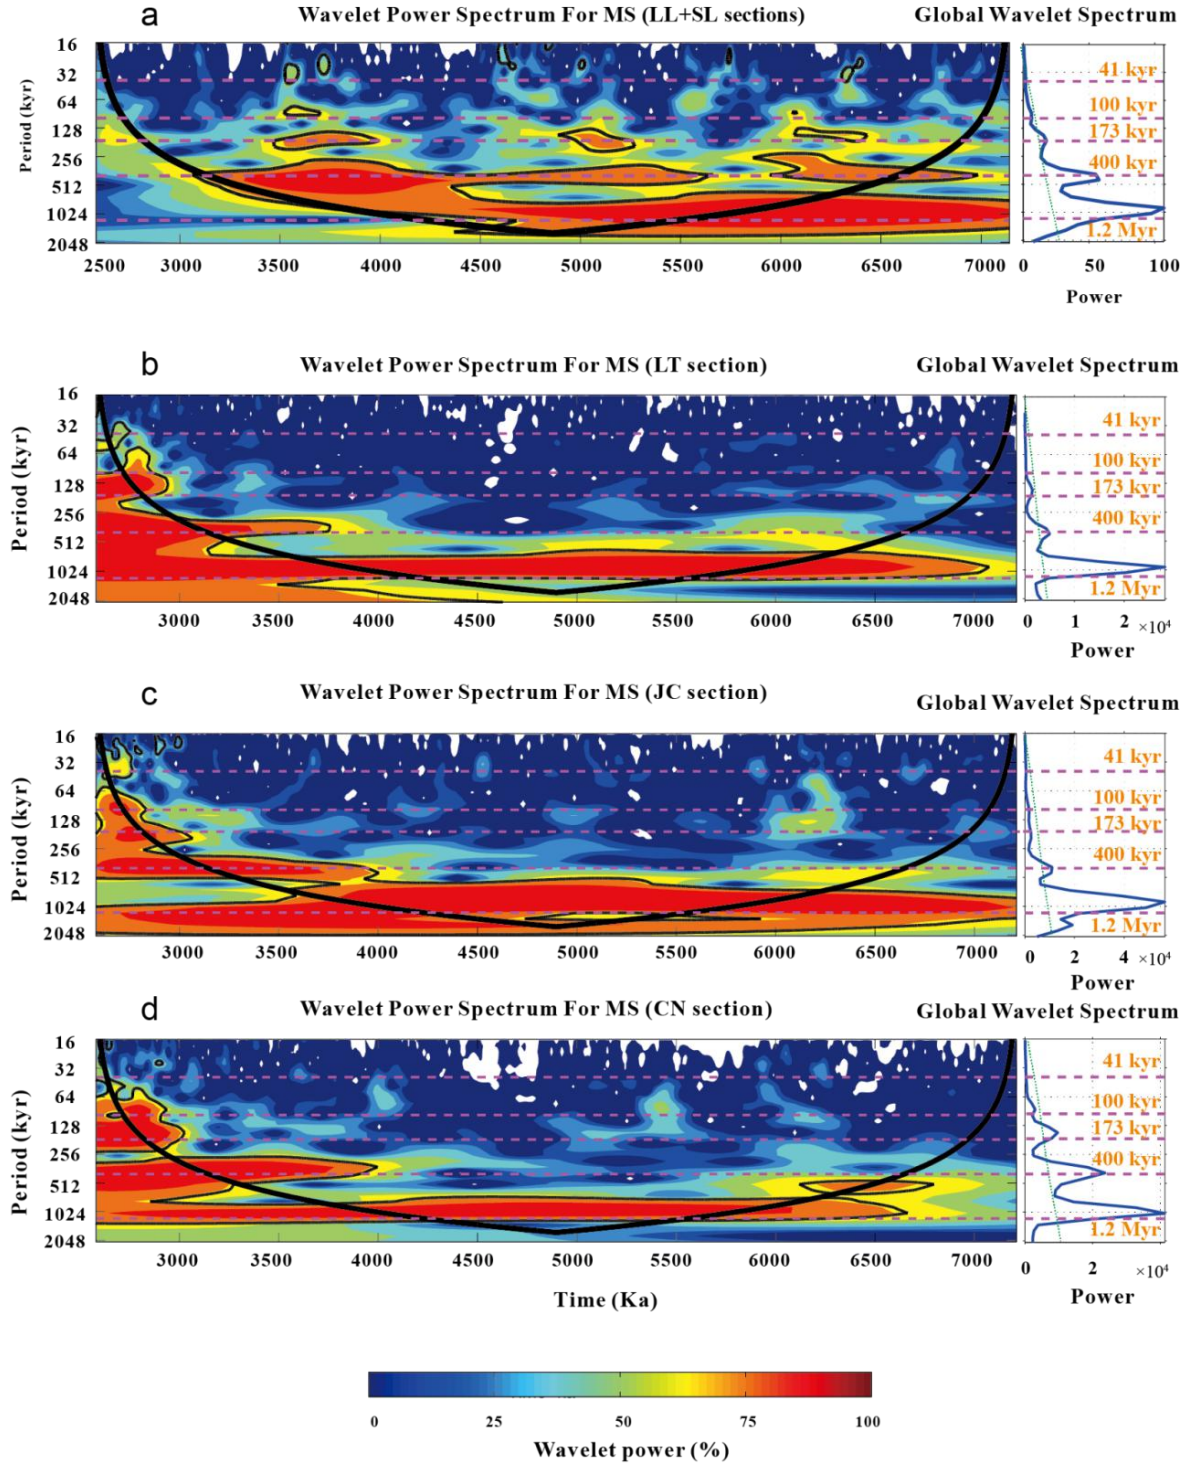 a
Wavelet Power Spectrum For MS (LL+SL sections)
Global Wavelet Spectrum
Period (kyr)
16
32
64
128
256
512
1024
2048
2500 3000 3500 4000 4500 5000 5500 6000 6500 7000
41 kyr
100 kyr
173 kyr
400 kyr
1.2 Myr
0 50 100
Power
b
Wavelet Power Spectrum For MS (LT section)
Global Wavelet Spectrum
Period (kyr)
16
32
64
128
256
512
1024
2048
3000 3500 4000 4500 5000 5500 6000 6500 7000
41 kyr
100 kyr
173 kyr
400 kyr
1.2 Myr
0 1 2 ×10⁴
Power
c
Wavelet Power Spectrum For MS (JC section)
Global Wavelet Spectrum
Period (kyr)
16
32
64
128
256
512
1024
2048
3000 3500 4000 4500 5000 5500 6000 6500 7000
41 kyr
100 kyr
173 kyr
400 kyr
1.2 Myr
0 2 4 ×10⁴
Power
d
Wavelet Power Spectrum For MS (CN section)
Global Wavelet Spectrum
Period (kyr)
16
32
64
128
256
512
1024
2048
3000 3500 4000 4500 5000 5500 6000 6500 7000
Time (Ka)
41 kyr
100 kyr
173 kyr
400 kyr
1.2 Myr
0 2 ×10⁴
Power
0 25 50 75 100
Wavelet power (%)